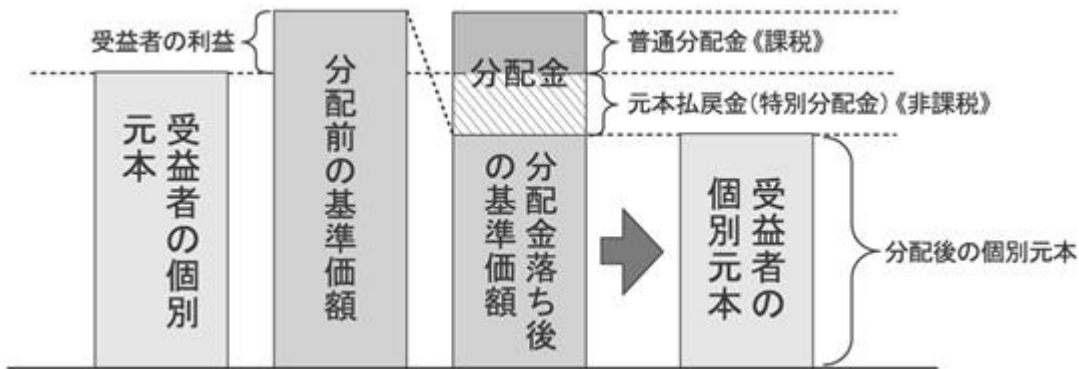 受益者の利益
受益者の個別
元本
分配前の基準価額
分配金
分配金落ち後
の基準価額
普通分配金《課税》
元本払戻金(特別分配金)《非課税》
受益者の
個別元本
分配後の個別元本